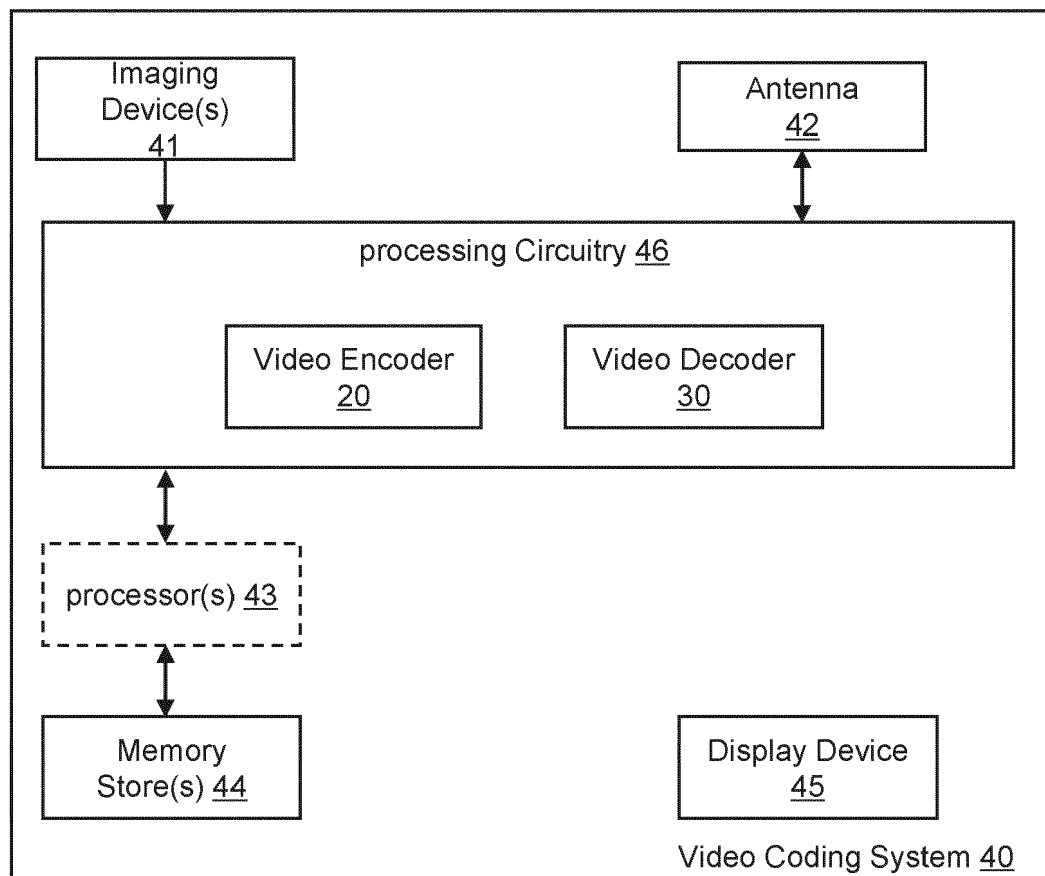 Imaging
Device(s)
41
Antenna
42
processing Circuitry 46
Video Encoder
20
Video Decoder
30
processor(s) 43
Memory
Store(s) 44
Display Device
45
Video Coding System 40